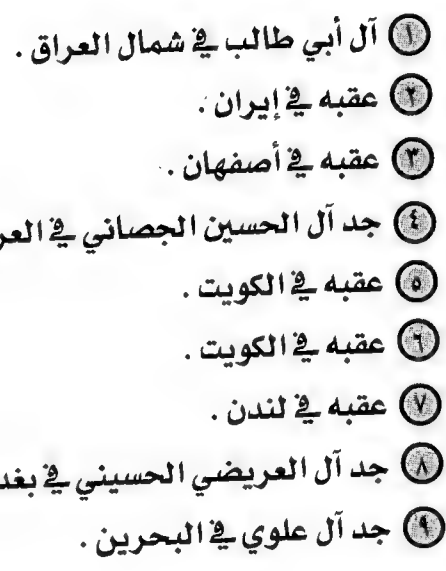 ١ آل أبي طالب في شمال العراق .
٢ عقبه في إيران .
٣ عقبه في أصفهان .
٤ جد آل الحسين الجصاني في
٥ عقبه في الكويت .
٦ عقبه في الكويت .
٧ عقبه في لندن .
٨ جد آل العريضي الحسيني في
٩ جد آل علوي في البحرين .